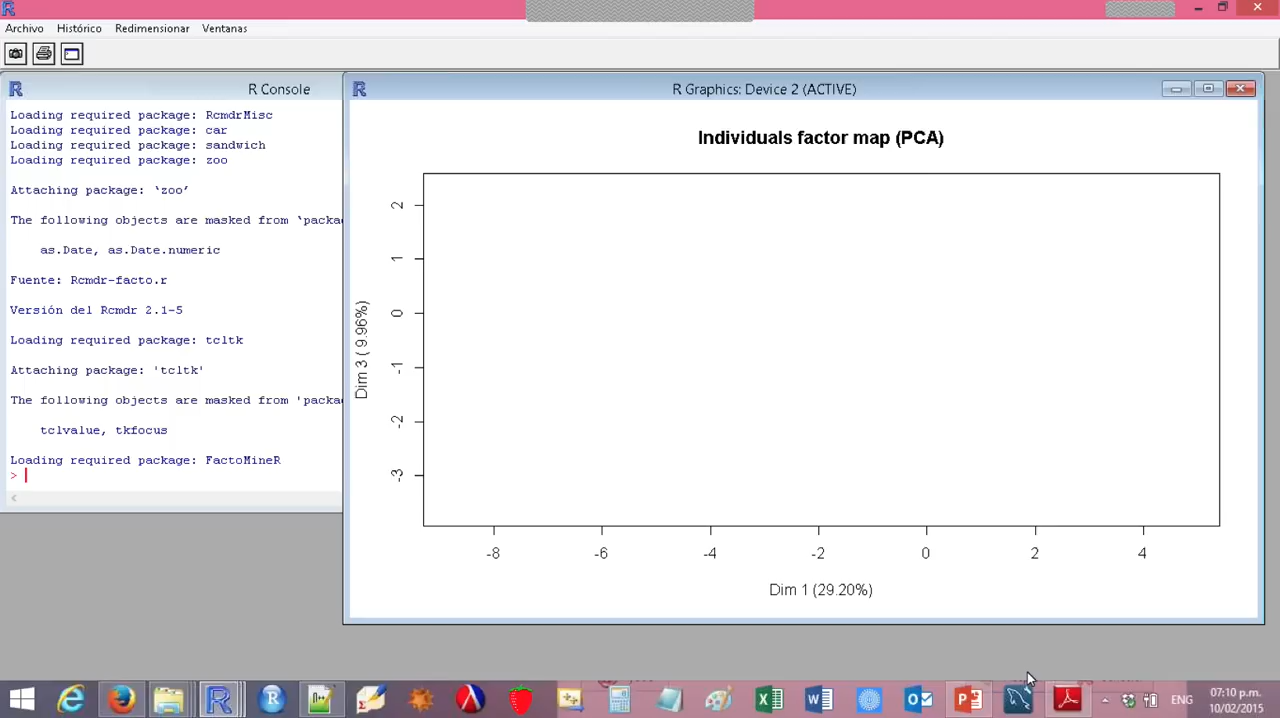 Archivo Histórico Redimensionar Ventanas
R Console
Loading required package: RcmdrMisc
Loading required package: car
Loading required package: sandwich
Loading required package: zoo
Attaching package: ‘zoo’
The following objects are masked from ‘packa
as.Date, as.Date.numeric
Fuente: Rcmdr-facto.r
Versión del Rcmdr 2.1-5
Loading required package: tcltk
Attaching package: 'tcltk'
The following objects are masked from 'packa
tclvalue, tkfocus
Loading required package: FactoMineR
>
R Graphics: Device 2 (ACTIVE)
Individuals factor map (PCA)
2
1
0
-1
-2
-3
Dim 3 ( 9.96%)
-8 -6 -4 -2 0 2 4
Dim 1 (29.20%)
ENG
07:10 p.m.
10/02/2015